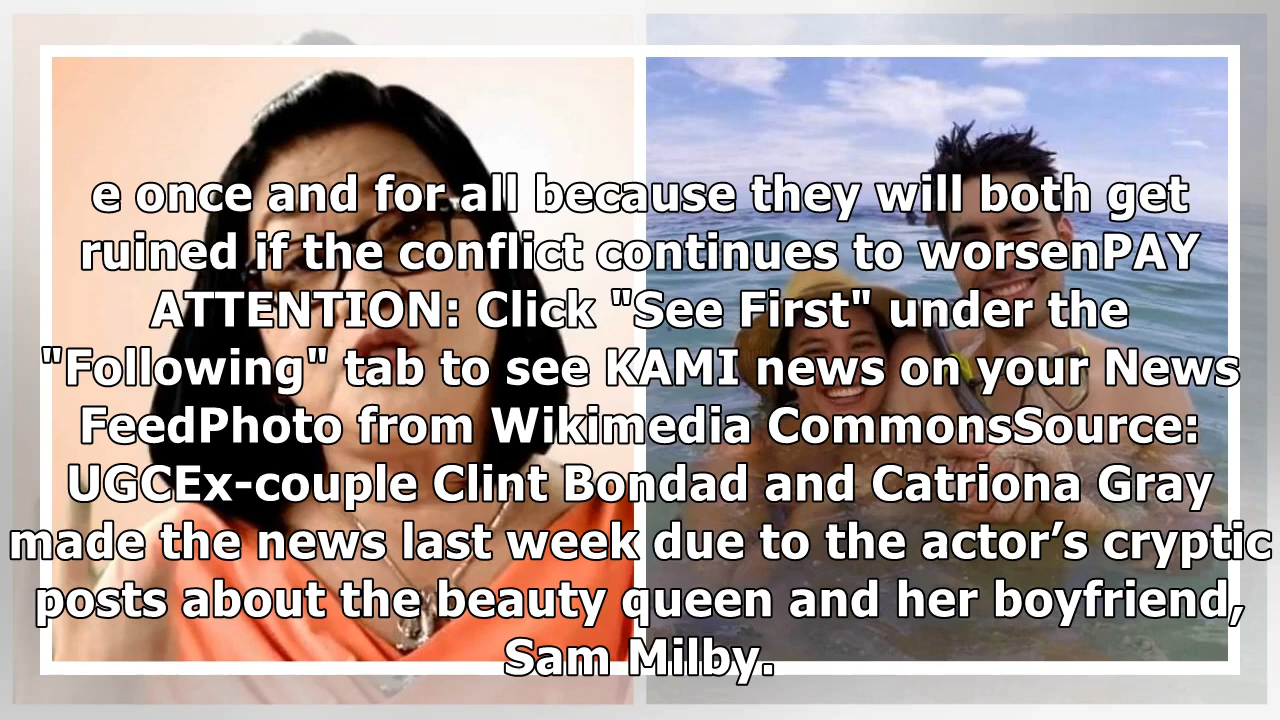 e once and for all because they will both get
ruined if the conflict continues to worsenPAY
ATTENTION: Click "See First" under the
"Following" tab to see KAMI news on your News
FeedPhoto from Wikimedia CommonsSource:
UGCEx-couple Clint Bondad and Catriona Gray
made the news last week due to the actor’s cryptic
posts about the beauty queen and her boyfriend,
Sam Milby.